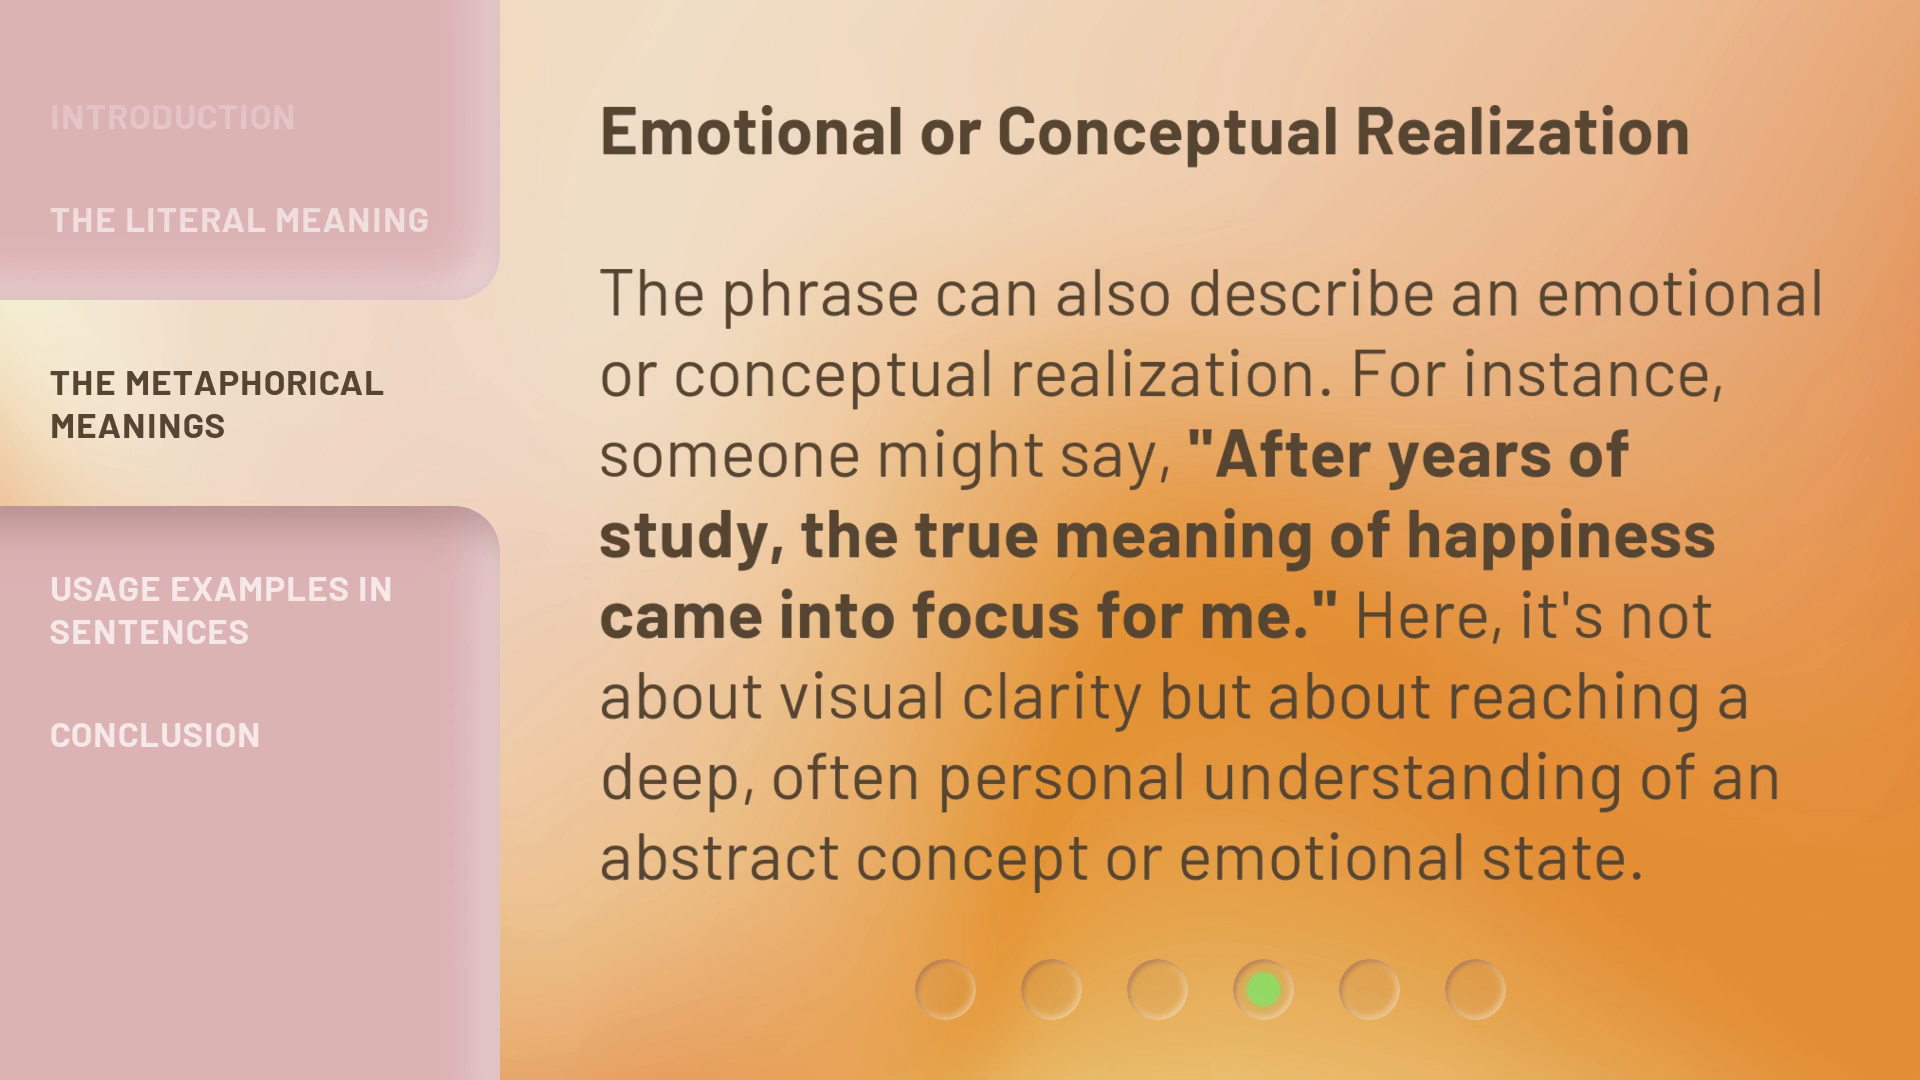 INTRODUCTION
THE LITERAL MEANING
THE METAPHORICAL
MEANINGS
USAGE EXAMPLES IN
SENTENCES
CONCLUSION
Emotional or Conceptual Realization
The phrase can also describe an emotional
or conceptual realization. For instance,
someone might say, "After years of
study, the true meaning of happiness
came into focus for me." Here, it's not
about visual clarity but about reaching a
deep, often personal understanding of an
abstract concept or emotional state.